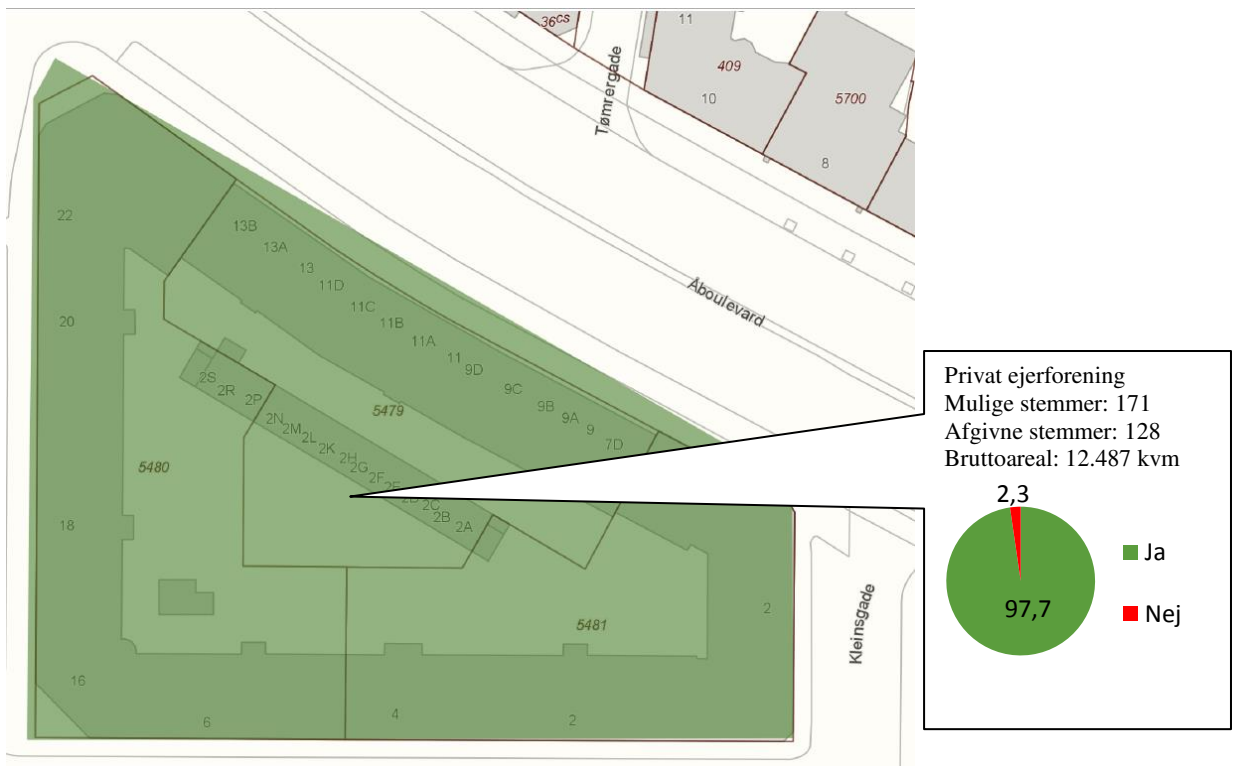 36cs
11
409
10
Tømrergade
5700
8
Åboulevard
22
13B
13A
13
11D
11C
11B
11A
11
9D
9C
9B
9A
9
7D
20
2S
2R
2P
2N
2M
2L
2K
2H
2G
2F
2C
2B
2A
5479
5480
18
5481
2
Kleinsgade
16
6
4
2
Privat ejerforening
Mulige stemmer: 171
Afgivne stemmer: 128
Bruttoareal: 12.487 kvm
2,3
97,7
Ja
Nej